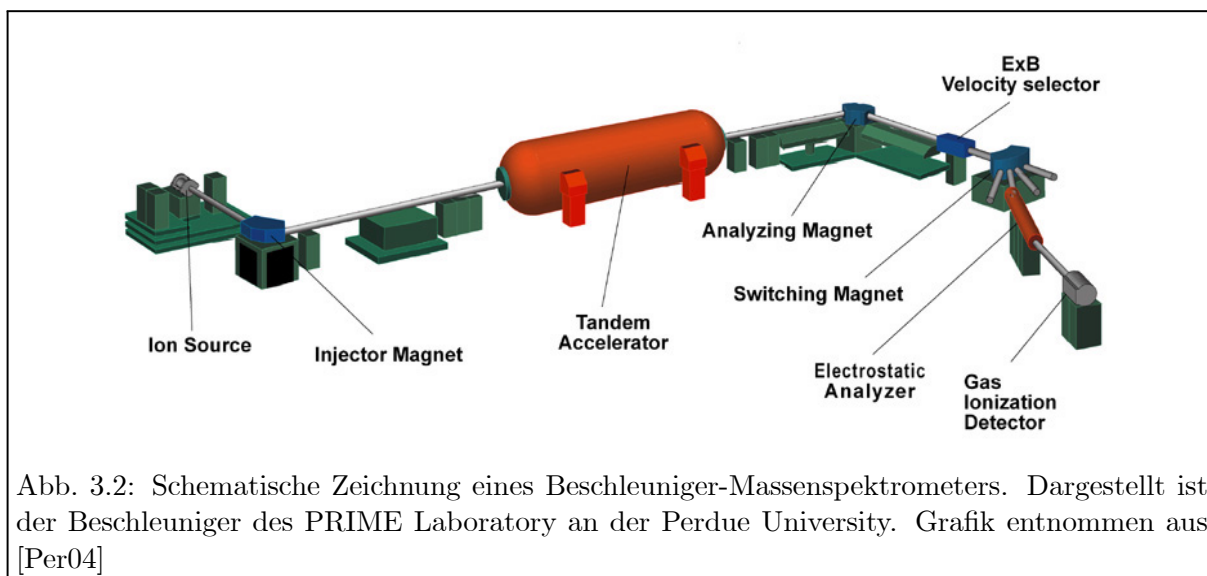 ExB
Velocity selector
Analyzing Magnet
Switching Magnet
Tandem
Accelerator
Ion Source
Injector Magnet
Electrostatic
Analyzer
Gas
Ionization
Detector
Abb. 3.2: Schematische Zeichnung eines Beschleuniger-Massenspektrometers. Dargestellt ist
der Beschleuniger des PRIME Laboratory an der Perdue University. Grafik entnommen aus
[Per04]